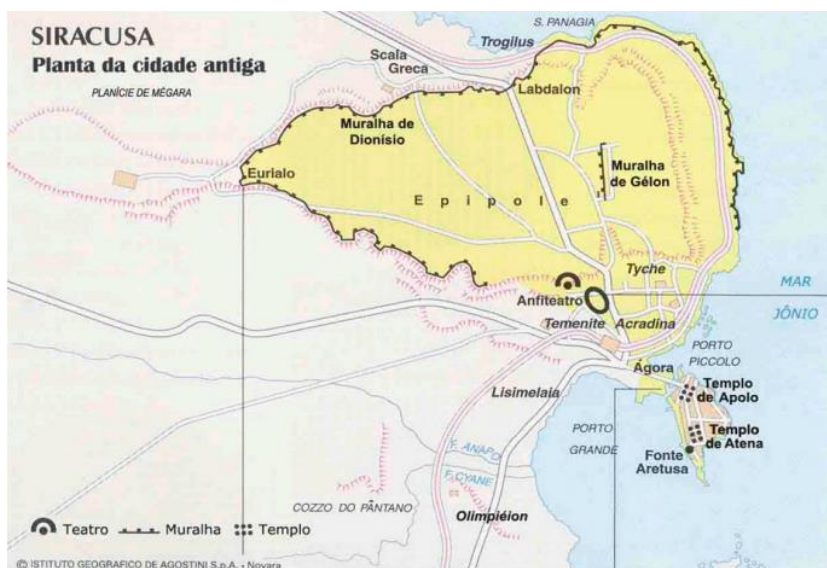 SIRACUSA
Planta da cidade antiga
PLANÍCIE DE MÉGARA
S. PANAGIA
Trogilus
Scala
Greca
Labdalon
Muralha de
Dionísio
Muralha
de Gélon
Eurialo
Epipole
Tyche
MAR
JÔNIO
Anfiteatro
Temenite
Acradina
PORTO
PICCOLO
Ágora
Templo
de Apolo
Lisimelaia
PORTO
GRANDE
Templo
de Atena
Fonte
Aretusa
F. ANAPO
F. CYANE
COZZO DO PÂNTANO
Olimpiéion
Teatro
Muralha
Templo
© ISTITUTO GEOGRAFICO DE AGOSTINI S.p.A. - Novara